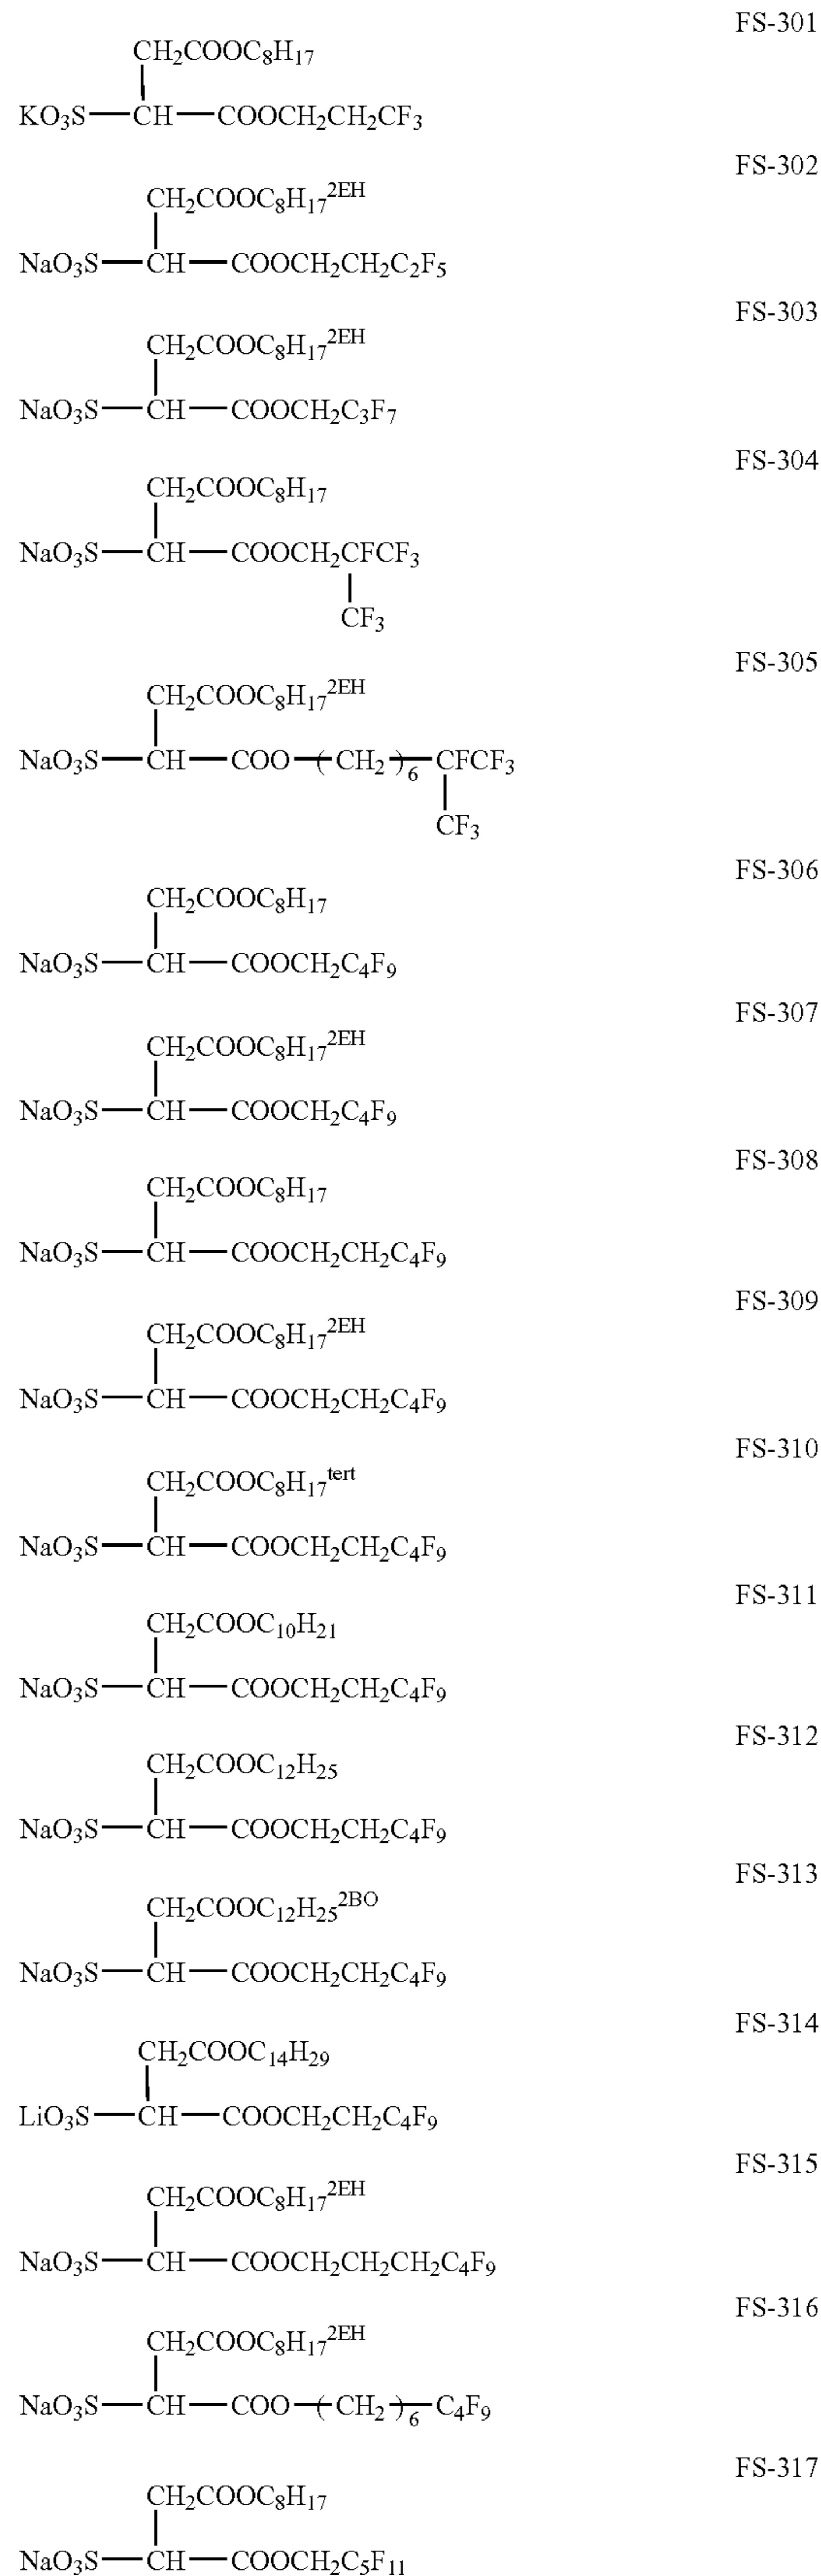 FS-301
CH₂COOC₈H₁₇
KO₃S—CH—COOCH₂CH₂CF₃
FS-302
CH₂COOC₈H₁₇²ᴱᴴ
NaO₃S—CH—COOCH₂CH₂C₂F₅
FS-303
CH₂COOC₈H₁₇²ᴱᴴ
NaO₃S—CH—COOCH₂C₃F₇
FS-304
CH₂COOC₈H₁₇
NaO₃S—CH—COOCH₂CFCF₃
CF₃
FS-305
CH₂COOC₈H₁₇²ᴱᴴ
NaO₃S—CH—COO—(CH₂)₆—CFCF₃
CF₃
FS-306
CH₂COOC₈H₁₇
NaO₃S—CH—COOCH₂C₄F₉
FS-307
CH₂COOC₈H₁₇²ᴱᴴ
NaO₃S—CH—COOCH₂C₄F₉
FS-308
CH₂COOC₈H₁₇
NaO₃S—CH—COOCH₂CH₂C₄F₉
FS-309
CH₂COOC₈H₁₇²ᴱᴴ
NaO₃S—CH—COOCH₂CH₂C₄F₉
FS-310
CH₂COOC₈H₁₇ᵗᵉʳᵗ
NaO₃S—CH—COOCH₂CH₂C₄F₉
FS-311
CH₂COOC₁₀H₂₁
NaO₃S—CH—COOCH₂CH₂C₄F₉
FS-312
CH₂COOC₁₂H₂₅
NaO₃S—CH—COOCH₂CH₂C₄F₉
FS-313
CH₂COOC₁₂H₂₅²ᴮᴼ
NaO₃S—CH—COOCH₂CH₂C₄F₉
FS-314
CH₂COOC₁₄H₂₉
LiO₃S—CH—COOCH₂CH₂C₄F₉
FS-315
CH₂COOC₈H₁₇²ᴱᴴ
NaO₃S—CH—COOCH₂CH₂CH₂C₄F₉
FS-316
CH₂COOC₈H₁₇²ᴱᴴ
NaO₃S—CH—COO—(CH₂)₆—C₄F₉
FS-317
CH₂COOC₈H₁₇
NaO₃S—CH—COOCH₂C₅F₁₁